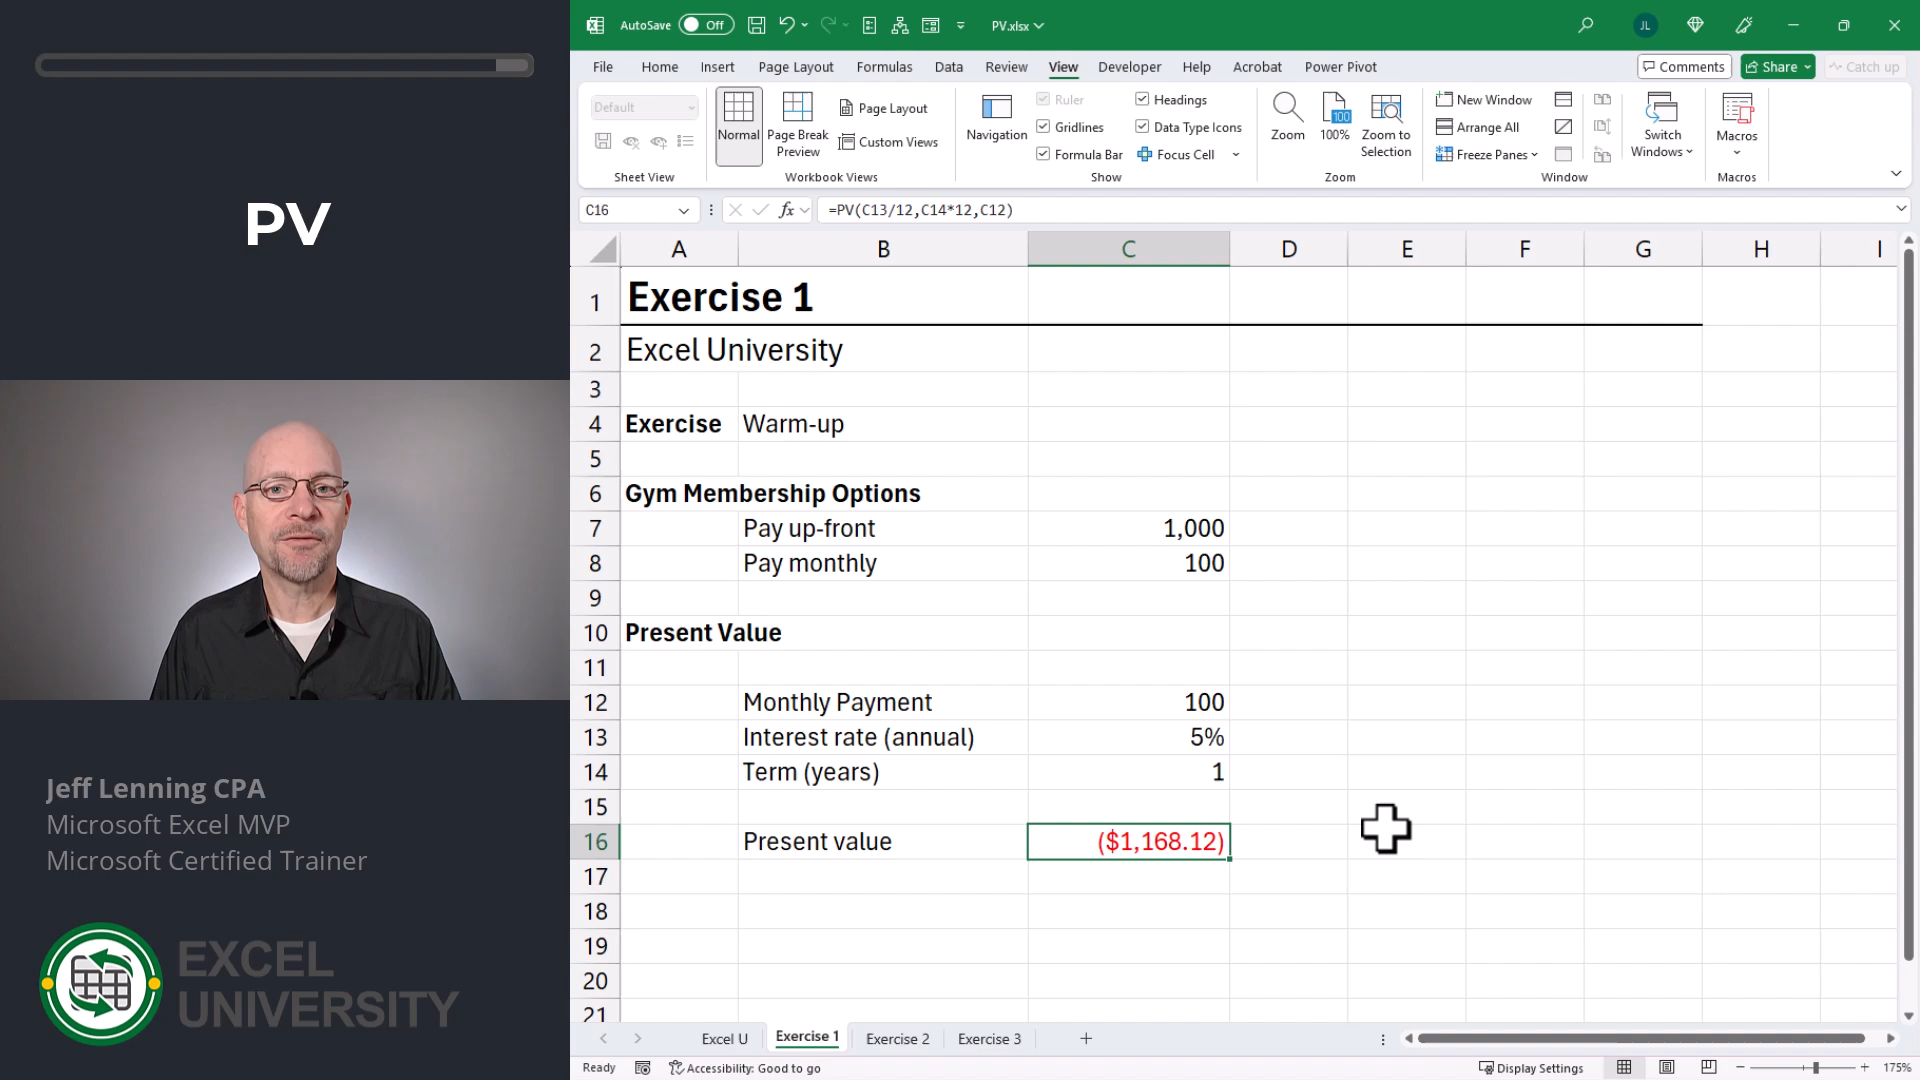 PV
Jeff Lenning CPA
Microsoft Excel MVP
Microsoft Certified Trainer
EXCEL
UNIVERSITY
AutoSave Off PV.xlsx JL
File Home Insert Page Layout Formulas Data Review View Developer Help Acrobat Power Pivot Comments Share Catch up
Default
Normal
Page Break
Preview
Page Layout
Custom Views
Navigation
Ruler
Gridlines
Formula Bar
Headings
Data Type Icons
Focus Cell
Zoom
100
100%
Zoom to
Selection
New Window
Arrange All
Freeze Panes
Switch
Windows
Macros
Sheet View Workbook Views Show Zoom Window Macros
C16 fx =PV(C13/12,C14*12,C12)
A B C D E F G H I
1 Exercise 1
2 Excel University
3
4 Exercise Warm-up
5
6 Gym Membership Options
7 Pay up-front 1,000
8 Pay monthly 100
9
10 Present Value
11
12 Monthly Payment 100
13 Interest rate (annual) 5%
14 Term (years) 1
15
16 Present value ($1,168.12)
17
18
19
20
21
Excel U Exercise 1 Exercise 2 Exercise 3
Ready Accessibility: Good to go Display Settings 175%